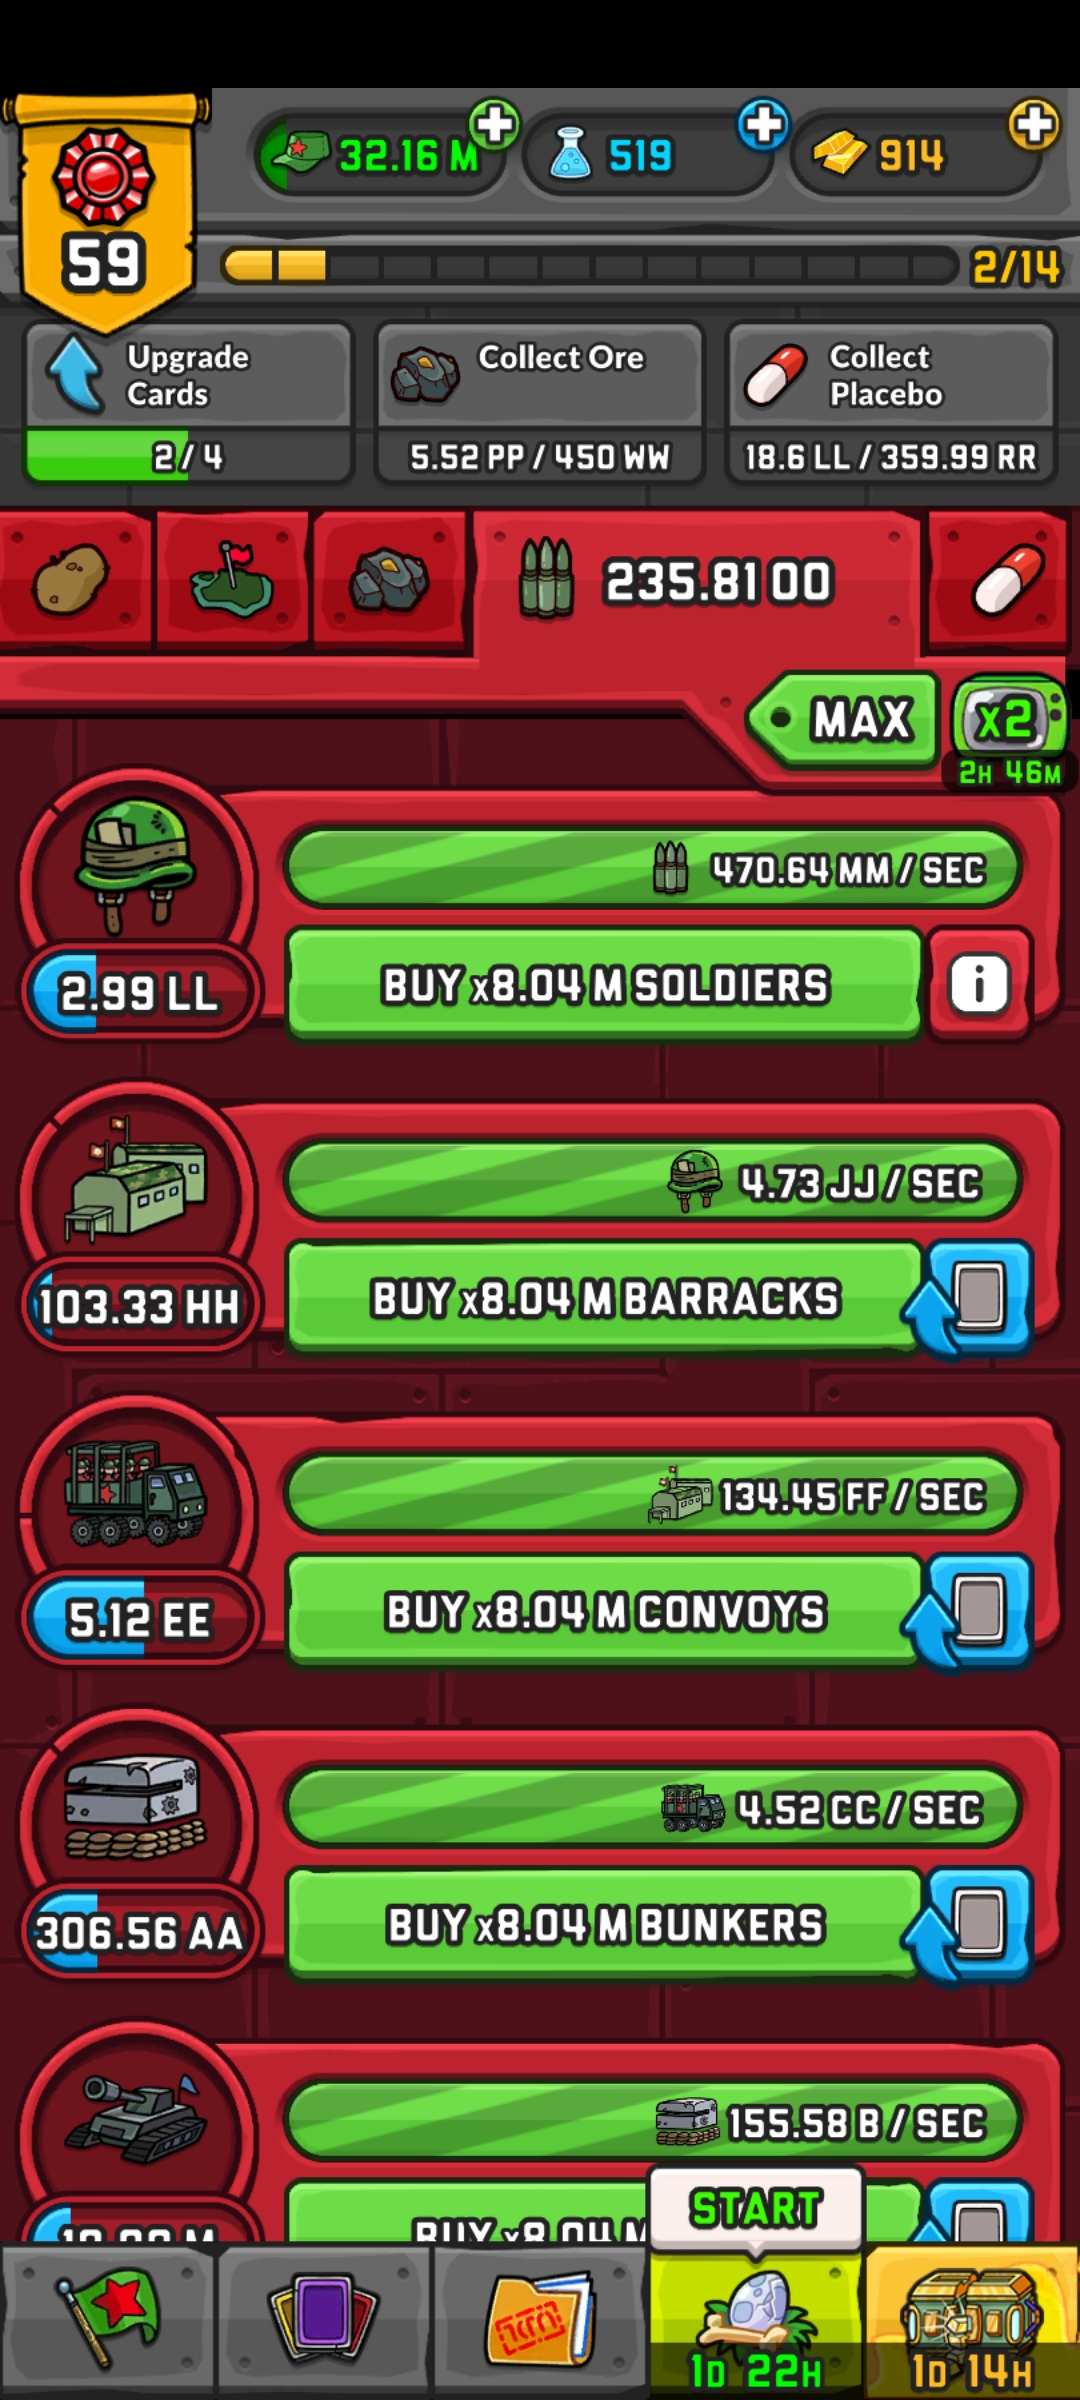 32.16 M
519
914
59
2/14
Upgrade
Cards
2/4
Collect Ore
5.52 PP / 450 WW
Collect
Placebo
18.6 LL / 359.99 RR
235.81 OO
MAX
x2
2H 46M
470.64 MM / SEC
2.99 LL
BUY x8.04 M SOLDIERS
i
4.73 JJ / SEC
103.33 HH
BUY x8.04 M BARRACKS
134.45 FF / SEC
5.12 EE
BUY x8.04 M CONVOYS
4.52 CC / SEC
306.56 AA
BUY x8.04 M BUNKERS
155.58 B / SEC
BUY x8.04 M
START
1D 22H
1D 14H